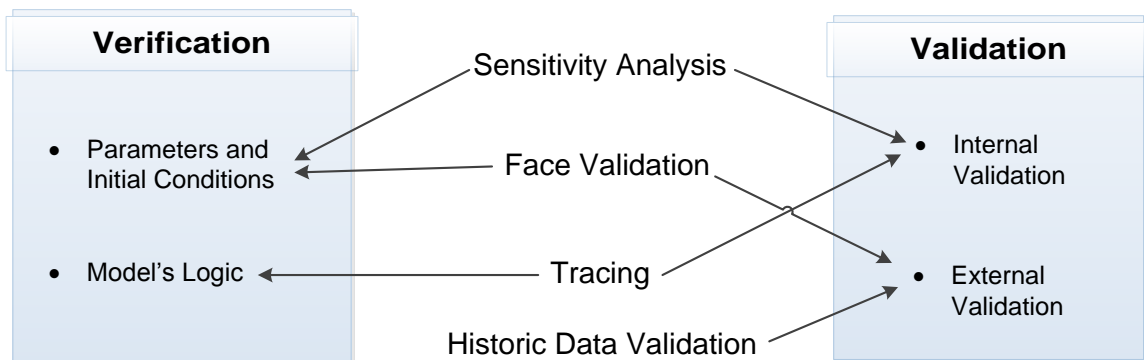 Verification
• Parameters and
Initial Conditions
• Model's Logic
Sensitivity Analysis
Face Validation
Tracing
Historic Data Validation
Validation
• Internal
Validation
• External
Validation